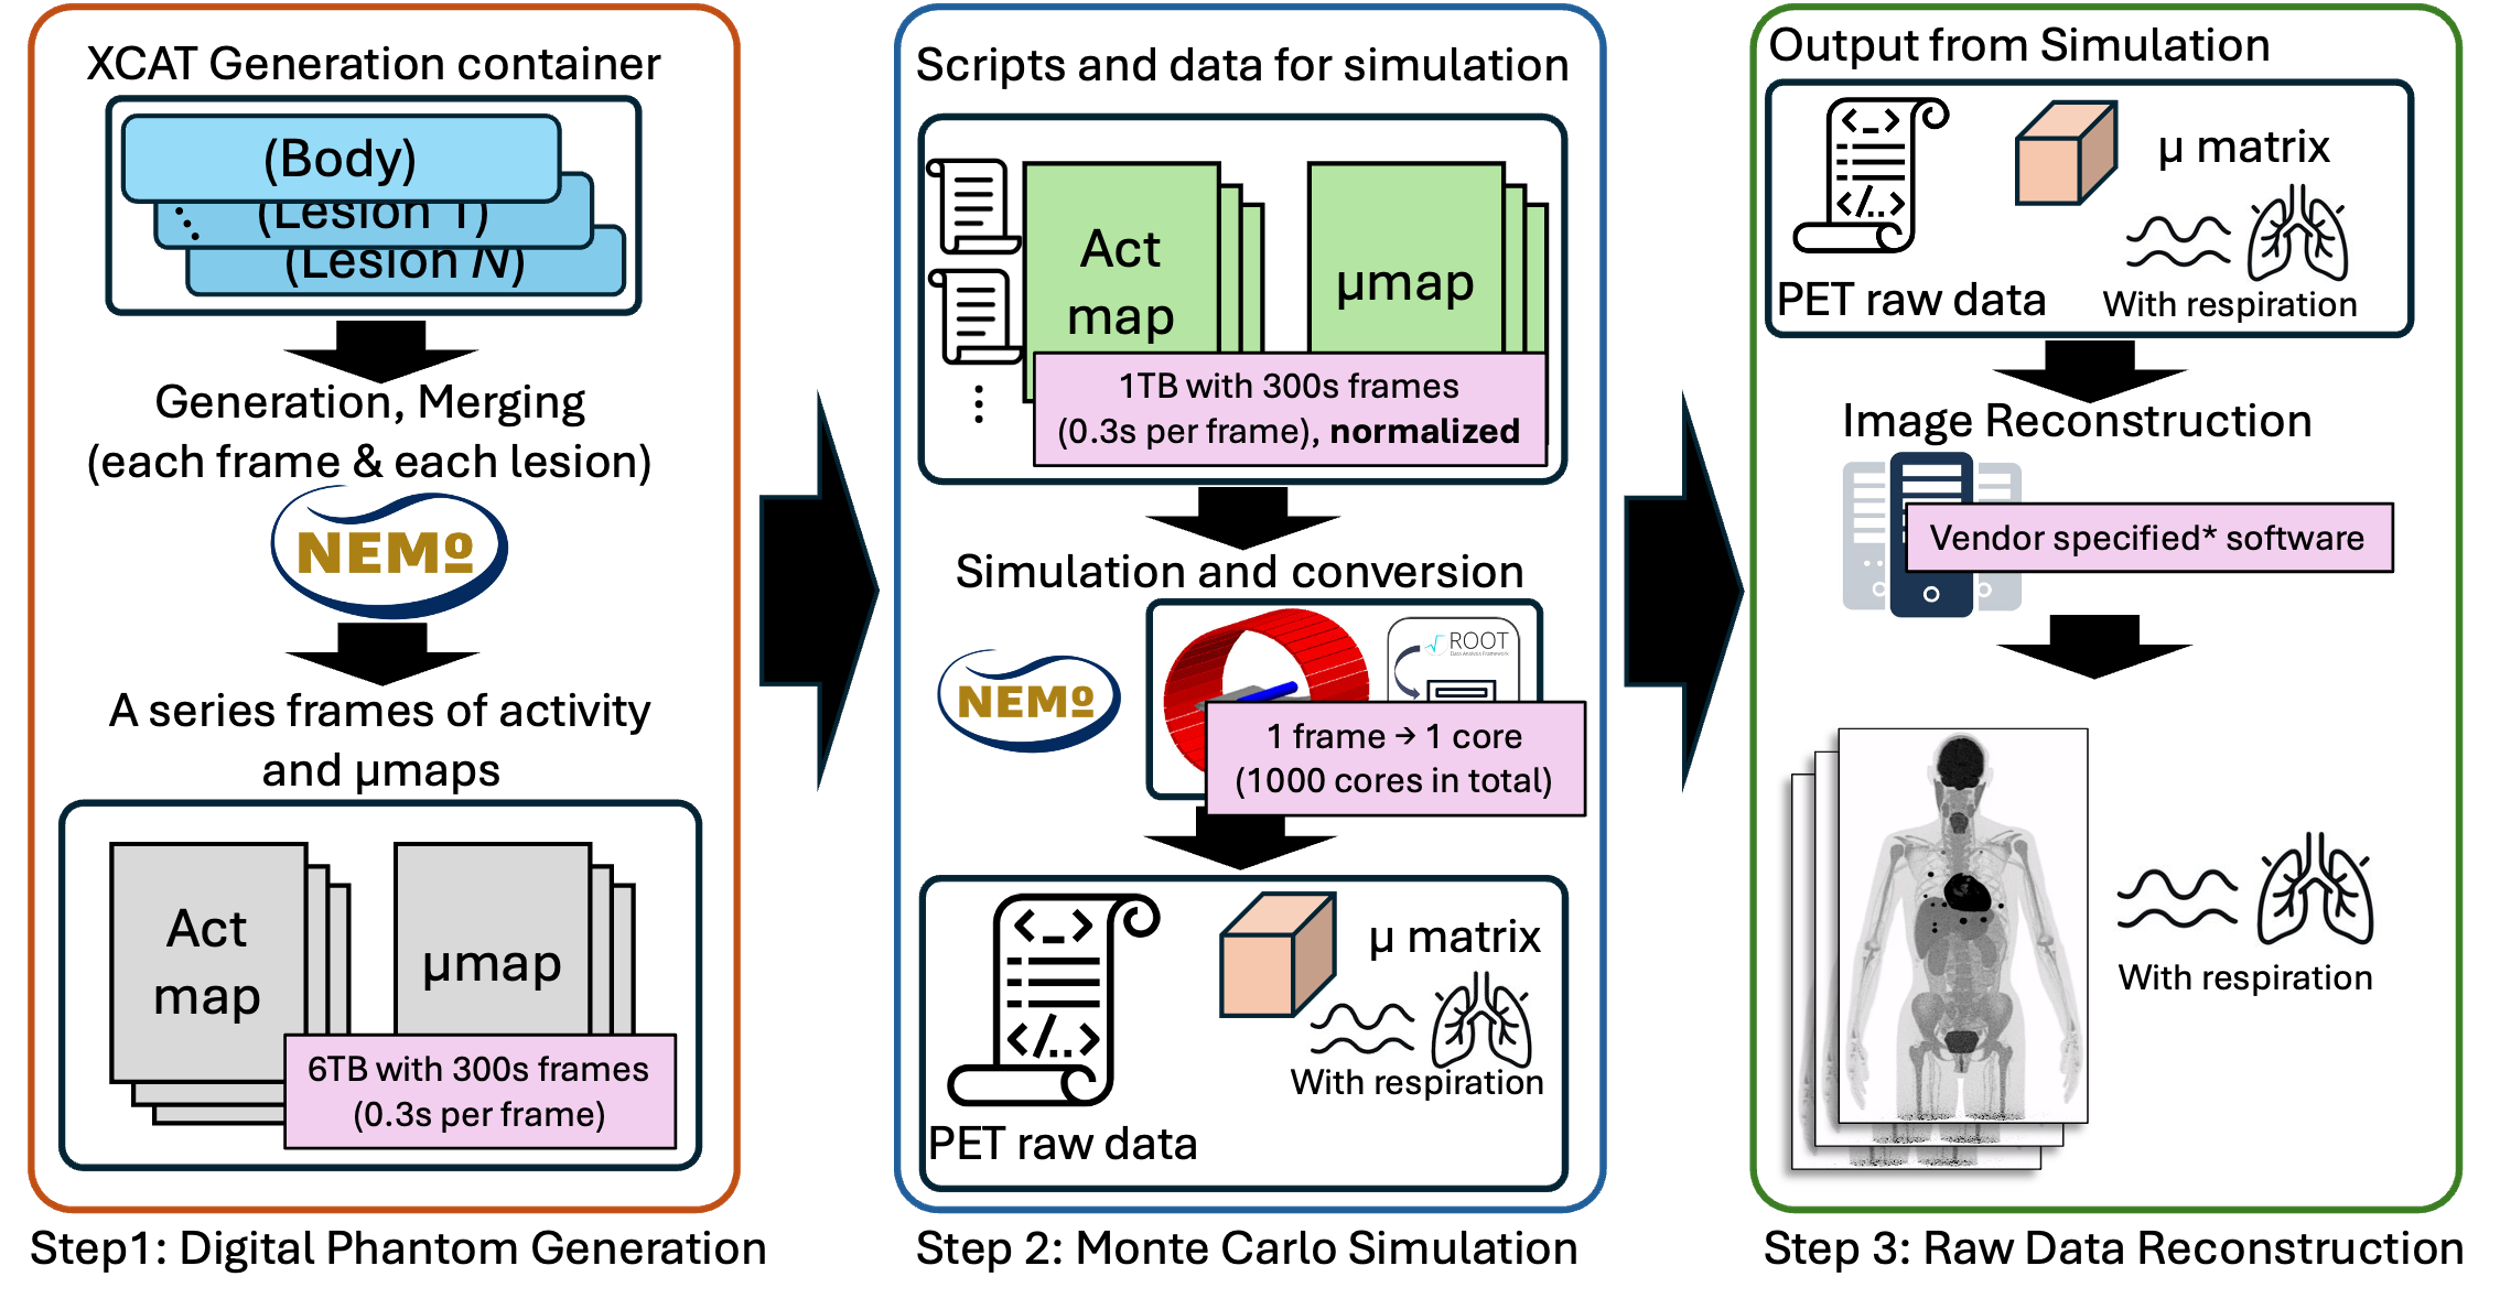 XCAT Generation container
(Body)
(Lesion 1)
(Lesion N)
Generation, Merging
(each frame & each lesion)
NEMº
A series frames of activity
and μmaps
Act
map
μmap
6TB with 300s frames
(0.3s per frame)
Step1: Digital Phantom Generation
Scripts and data for simulation
Act
map
μmap
1TB with 300s frames
(0.3s per frame), normalized
Simulation and conversion
NEMº
ROOT
Data Analysis Framework
1 frame → 1 core
(1000 cores in total)
<_>
</..>
μ matrix
With respiration
PET raw data
Step 2: Monte Carlo Simulation
Output from Simulation
<_>
</..>
μ matrix
PET raw data
With respiration
Image Reconstruction
Vendor specified* software
With respiration
Step 3: Raw Data Reconstruction